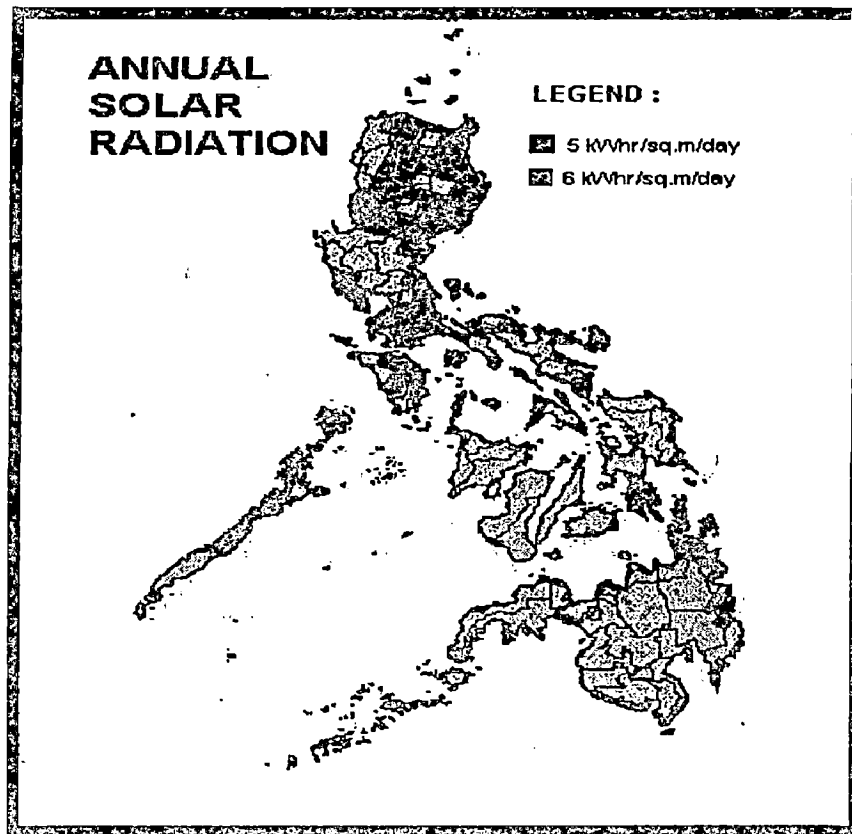 ANNUAL
SOLAR
RADIATION
LEGEND :
5 kWhr/sq.m/day
6 kWhr/sq.m/day